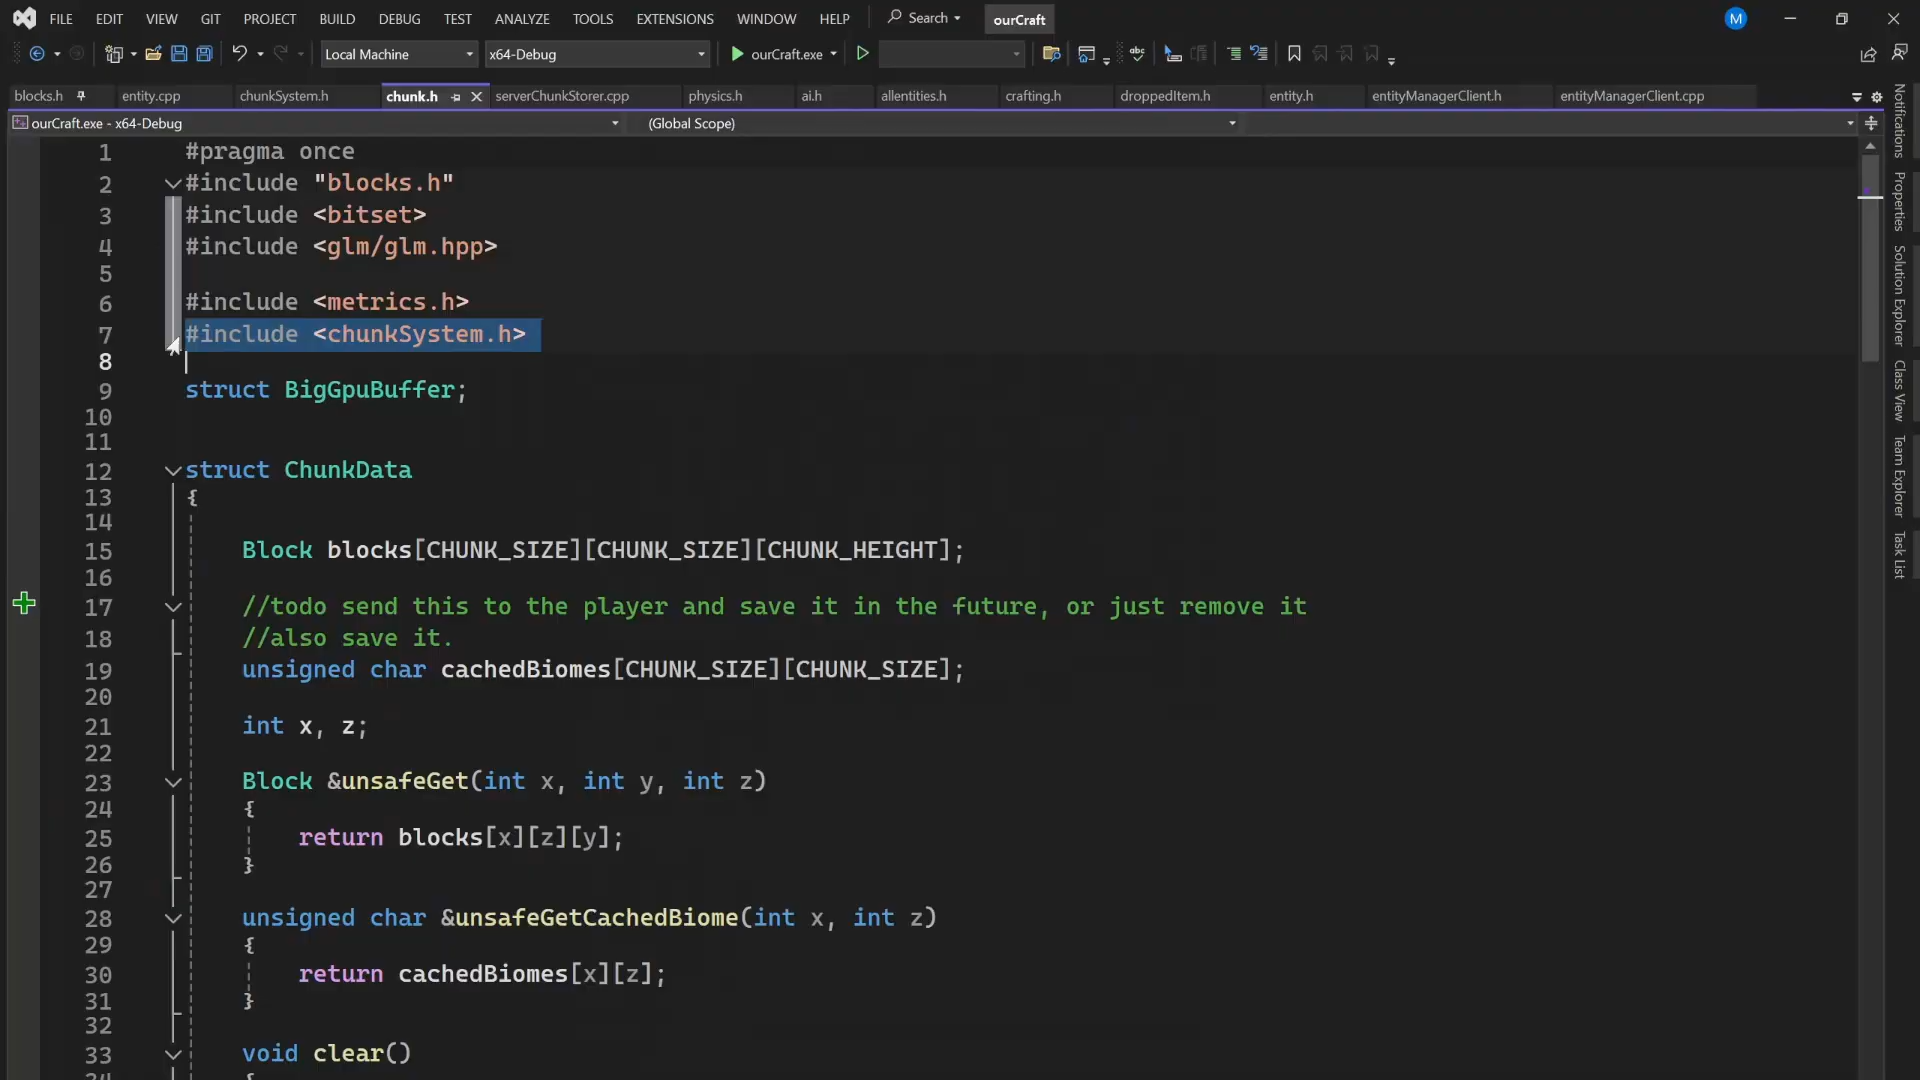 FILE EDIT VIEW GIT PROJECT BUILD DEBUG TEST ANALYZE TOOLS EXTENSIONS WINDOW HELP Search ourCraft M
Local Machine x64-Debug ourCraft.exe abc
blocks.h entity.cpp chunkSystem.h chunk.h serverChunkStorer.cpp physics.h ai.h allentities.h crafting.h droppedItem.h entity.h entityManagerClient.h entityManagerClient.cpp
ourCraft.exe - x64-Debug (Global Scope)
1 #pragma once
2 #include "blocks.h"
3 #include <bitset>
4 #include <glm/glm.hpp>
5
6 #include <metrics.h>
7 #include <chunkSystem.h>
8
9 struct BigGpuBuffer;
10
11
12 struct ChunkData
13 {
14
15 Block blocks[CHUNK_SIZE][CHUNK_SIZE][CHUNK_HEIGHT];
16
17 //todo send this to the player and save it in the future, or just remove it
18 //also save it.
19 unsigned char cachedBiomes[CHUNK_SIZE][CHUNK_SIZE];
20
21 int x, z;
22
23 Block &unsafeGet(int x, int y, int z)
24 {
25 return blocks[x][z][y];
26 }
27
28 unsigned char &unsafeGetCachedBiome(int x, int z)
29 {
30 return cachedBiomes[x][z];
31 }
32
33 void clear()
34 {
Notifications
Properties
Solution Explorer
Class View
Team Explorer
Task List